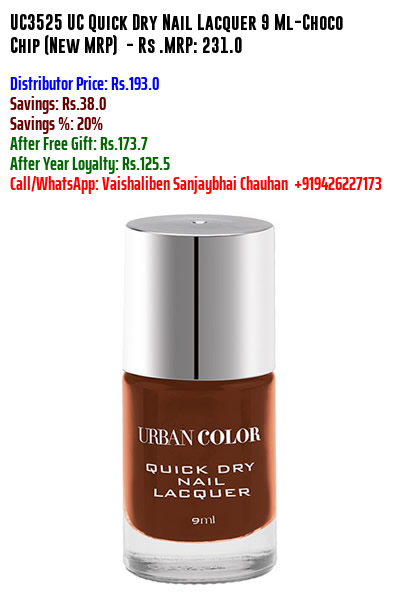 UC3525 UC Quick Dry Nail Lacquer 9 Ml-Choco
Chip (New MRP) - Rs .MRP: 231.0
Distributor Price: Rs.193.0
Savings: Rs.38.0
Savings %: 20%
After Free Gift: Rs.173.7
After Year Loyalty: Rs.125.5
Call/WhatsApp: Vaishaliben Sanjaybhai Chauhan +919426227173
URBAN COLOR
QUICK DRY
NAIL
LACQUER
9ml